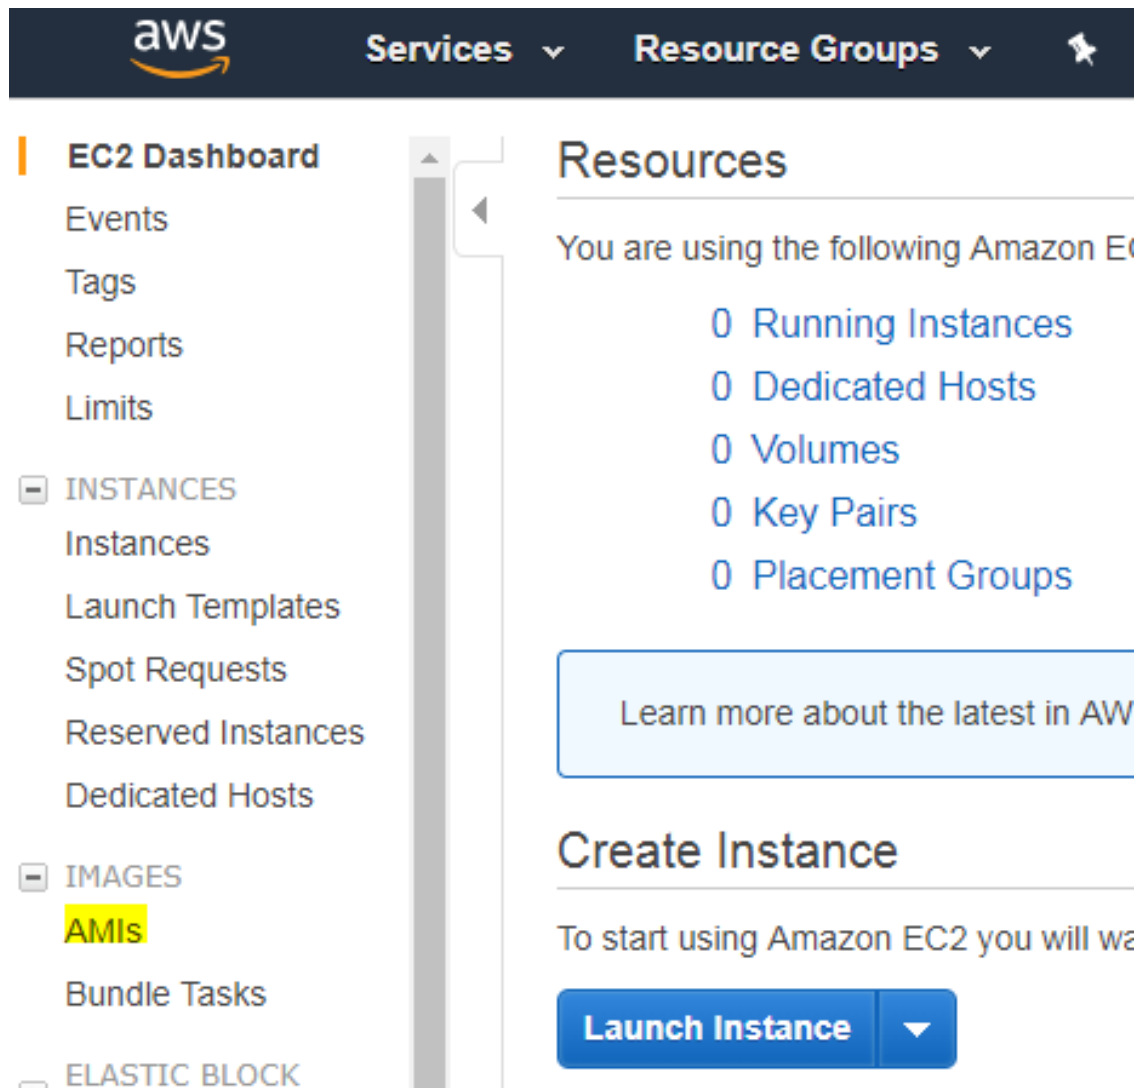 aws
Services
Resource Groups
EC2 Dashboard
Events
Tags
Reports
Limits
INSTANCES
Instances
Launch Templates
Spot Requests
Reserved Instances
Dedicated Hosts
IMAGES
AMIs
Bundle Tasks
ELASTIC BLOCK
Resources
You are using the following Amazon
0 Running Instances
0 Dedicated Hosts
0 Volumes
0 Key Pairs
0 Placement Groups
Learn more about the latest in AW
Create Instance
To start using Amazon EC2 you will wa
Launch Instance